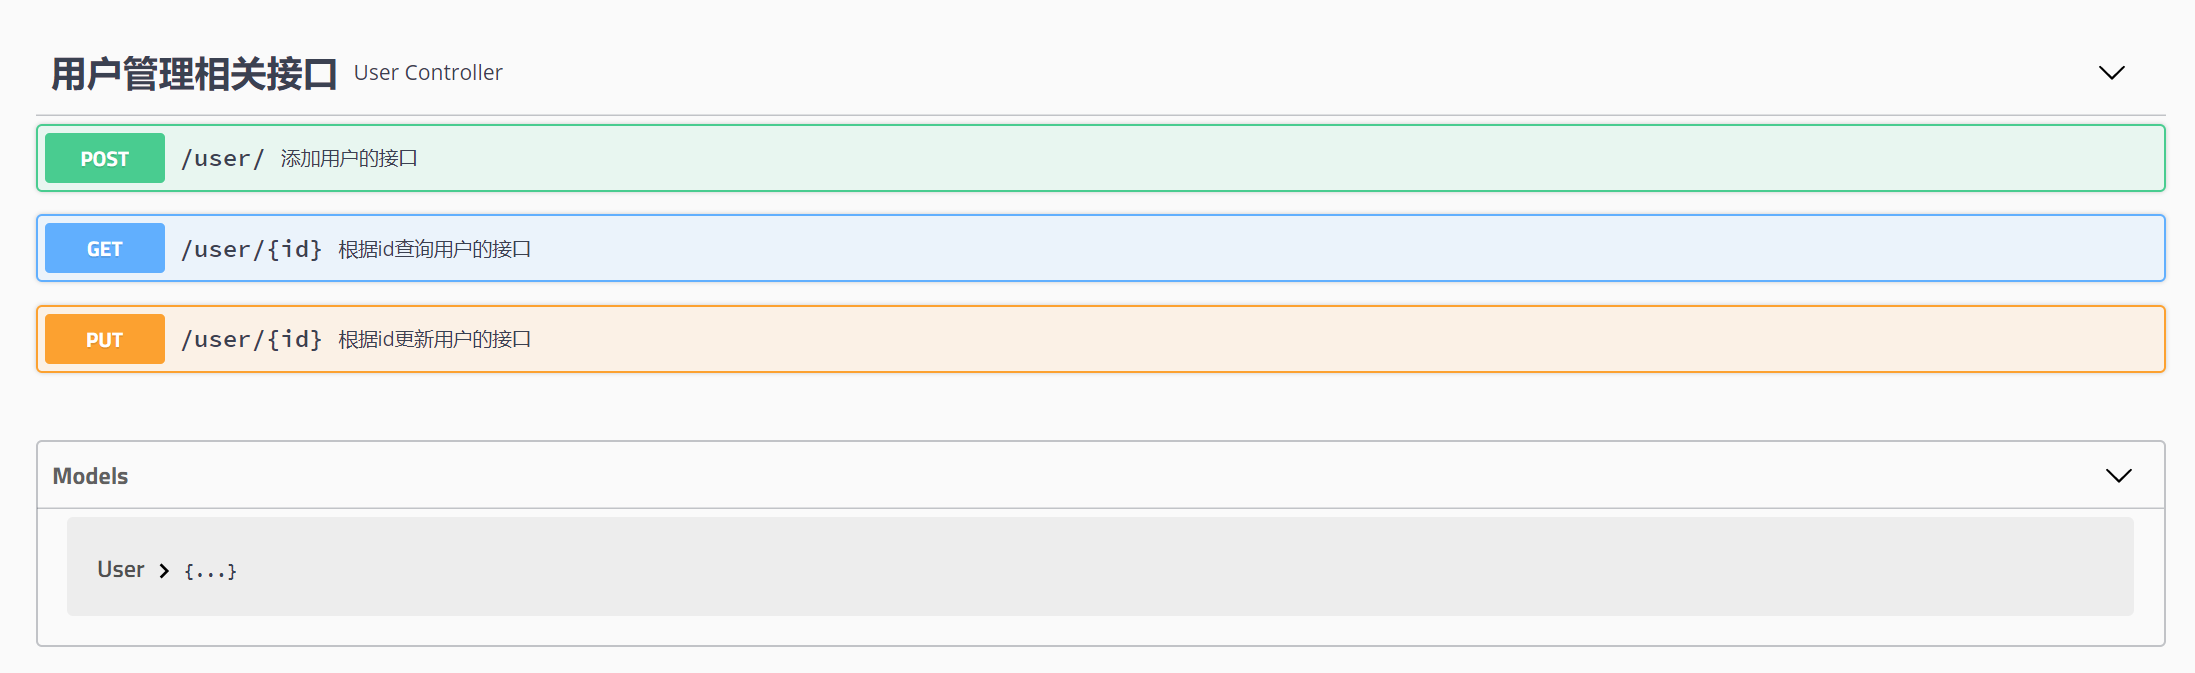 用户管理相关接口 User Controller
POST /user/ 添加用户的接口
GET /user/{id} 根据id查询用户的接口
PUT /user/{id} 根据id更新用户的接口
Models
User > {...}